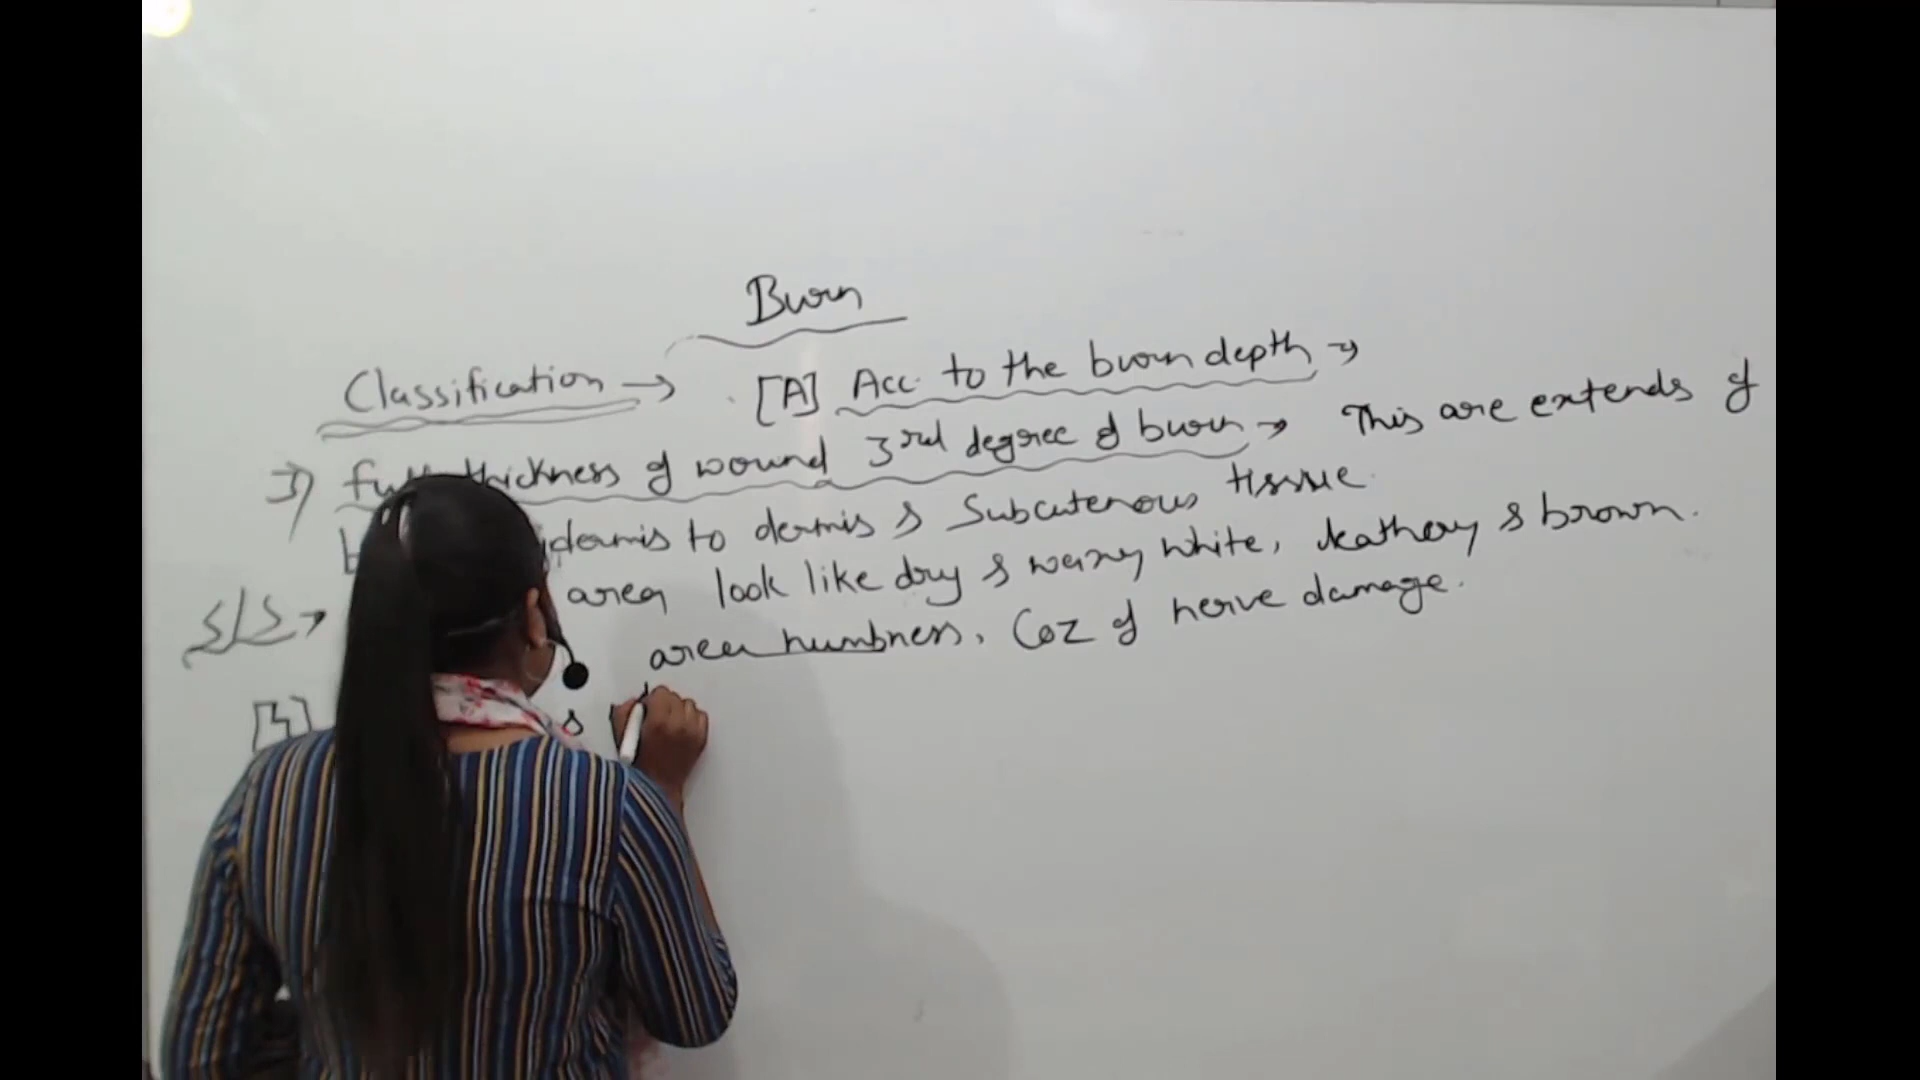 Burn
Classification → [A] Acc. to the burn depth →
3) full thickness of wound 3rd degree of burn → This are extends of
to dermis & Subcutenous tissue.
S/S → area look like dry & waxy white, leathery & brown.
area numbness, Coz of nerve damage.
[4]